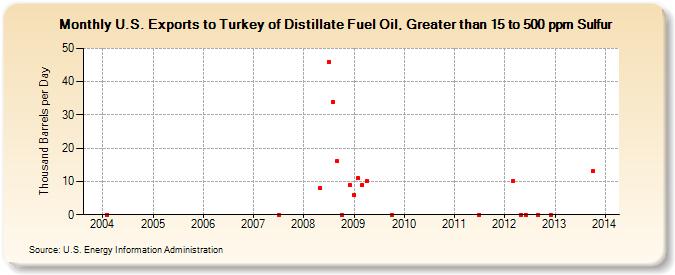 Monthly U.S. Exports to Turkey of Distillate Fuel Oil, Greater than 15 to 500 ppm Sulfur
Thousand Barrels per Day
50
40
30
20
10
0
2004 2005 2006 2007 2008 2009 2010 2011 2012 2013 2014
Source: U.S. Energy Information Administration